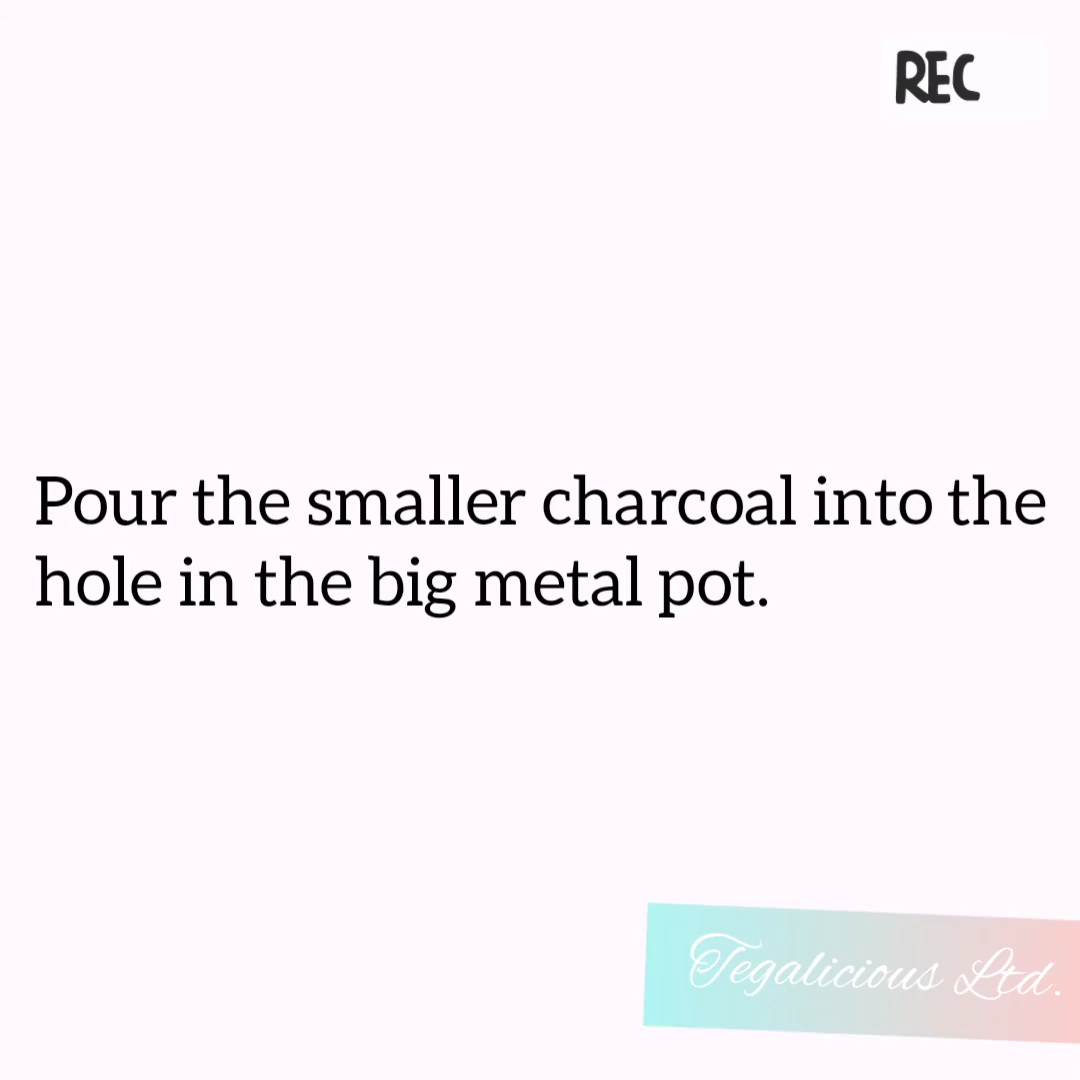 REC
Pour the smaller charcoal into the
hole in the big metal pot.
Tegalicious Ltd.